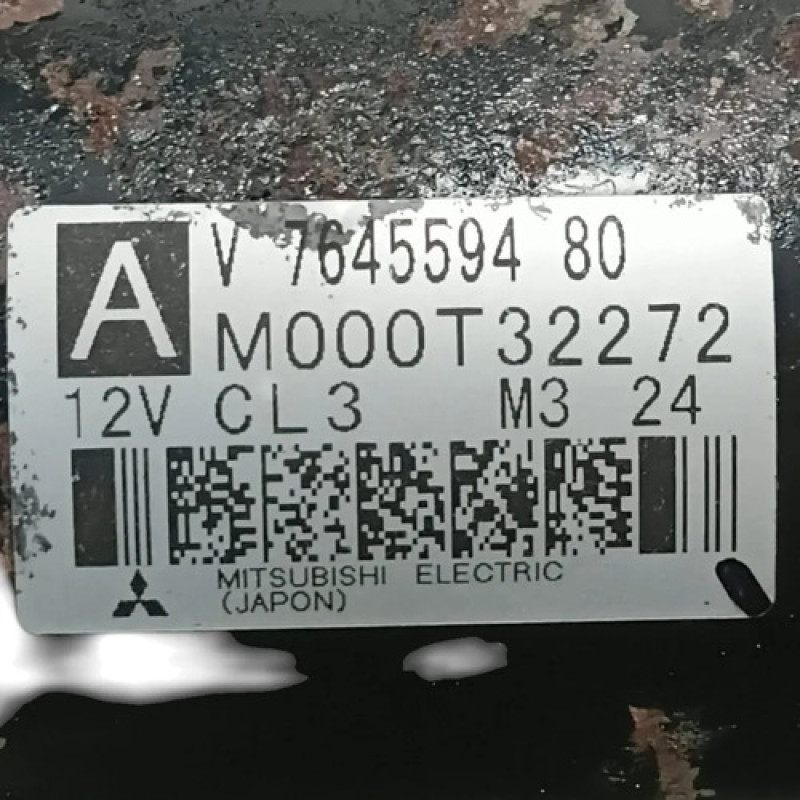 A
V 7645594 80
M000T32272
12V CL3 M3 24
MITSUBISHI ELECTRIC
(JAPON)